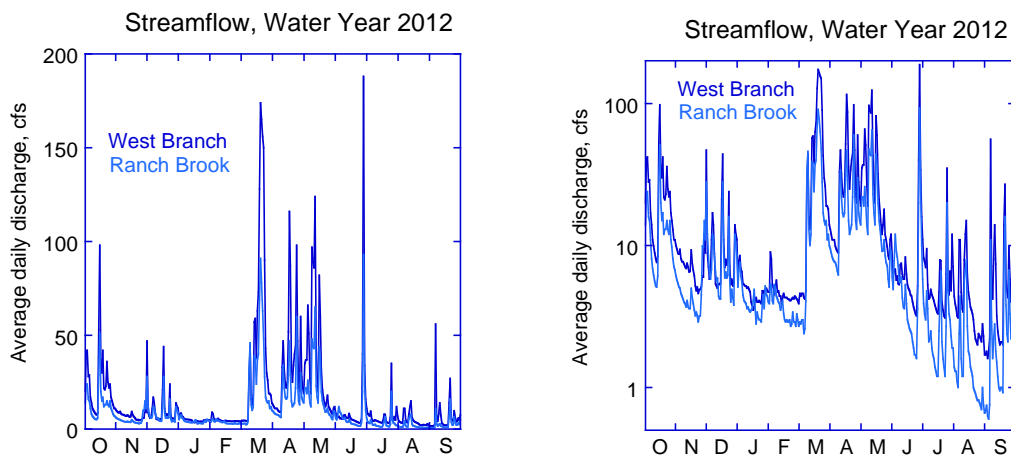 Streamflow, Water Year 2012
200
150
100
50
0
Average daily discharge, cfs
West Branch
Ranch Brook
O N D J F M A M J J A S
Streamflow, Water Year 2012
100
10
1
Average daily discharge, cfs
West Branch
Ranch Brook
O N D J F M A M J J A S